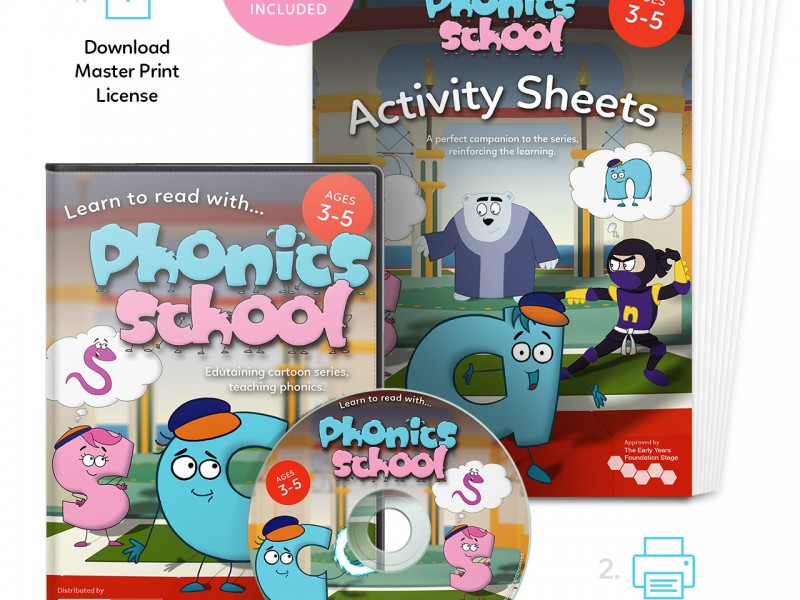 INCLUDED
Download
Master Print
License
Phonics
School
AGES
3-5
Activity Sheets
A perfect companion to the series,
reinforcing the learning.
n
Approved by
The Early Years
Foundation Stage
Learn to read with...
AGES
3-5
Phonics
School
Edutaining cartoon series,
teaching phonics.
Distributed by
Learn to read with...
Phonics
School
AGES
3-5
2.